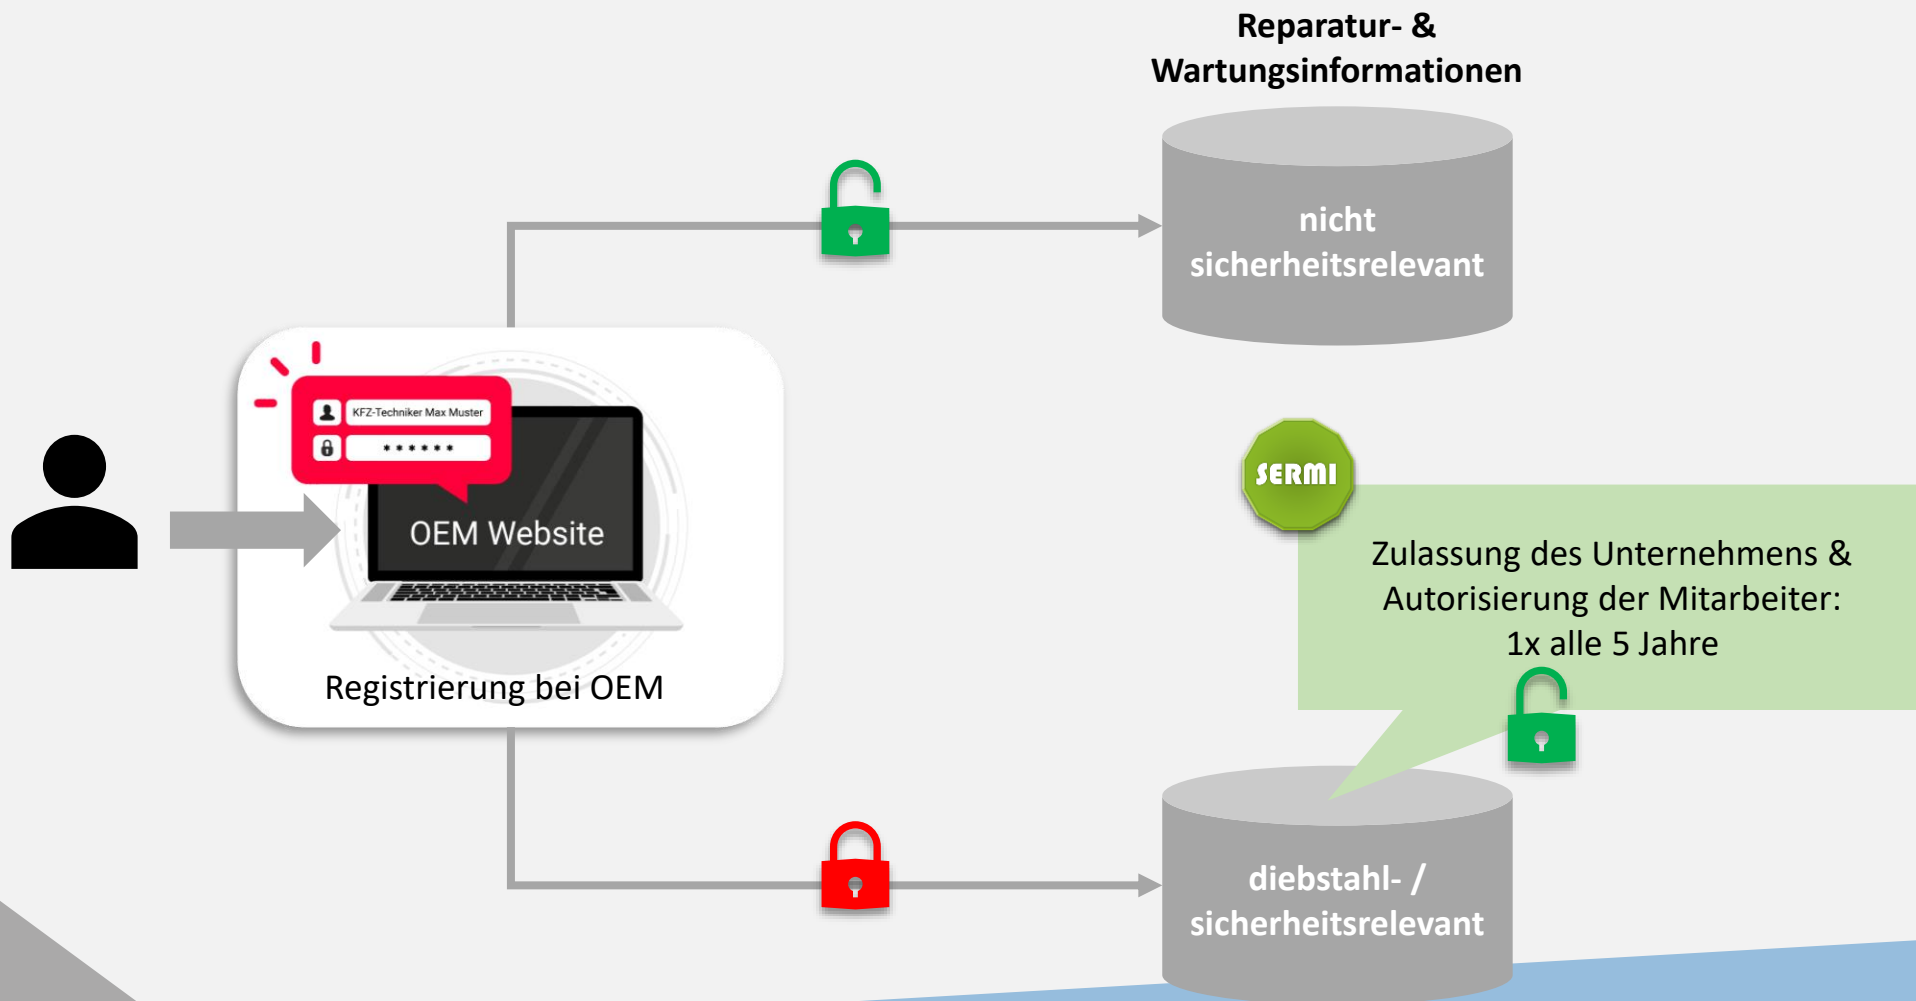 Reparatur- &
Wartungsinformationen
nicht
sicherheitsrelevant
KFZ-Techniker Max Muster
******
OEM Website
Registrierung bei OEM
SERMI
Zulassung des Unternehmens &
Autorisierung der Mitarbeiter:
1x alle 5 Jahre
diebstahl- /
sicherheitsrelevant